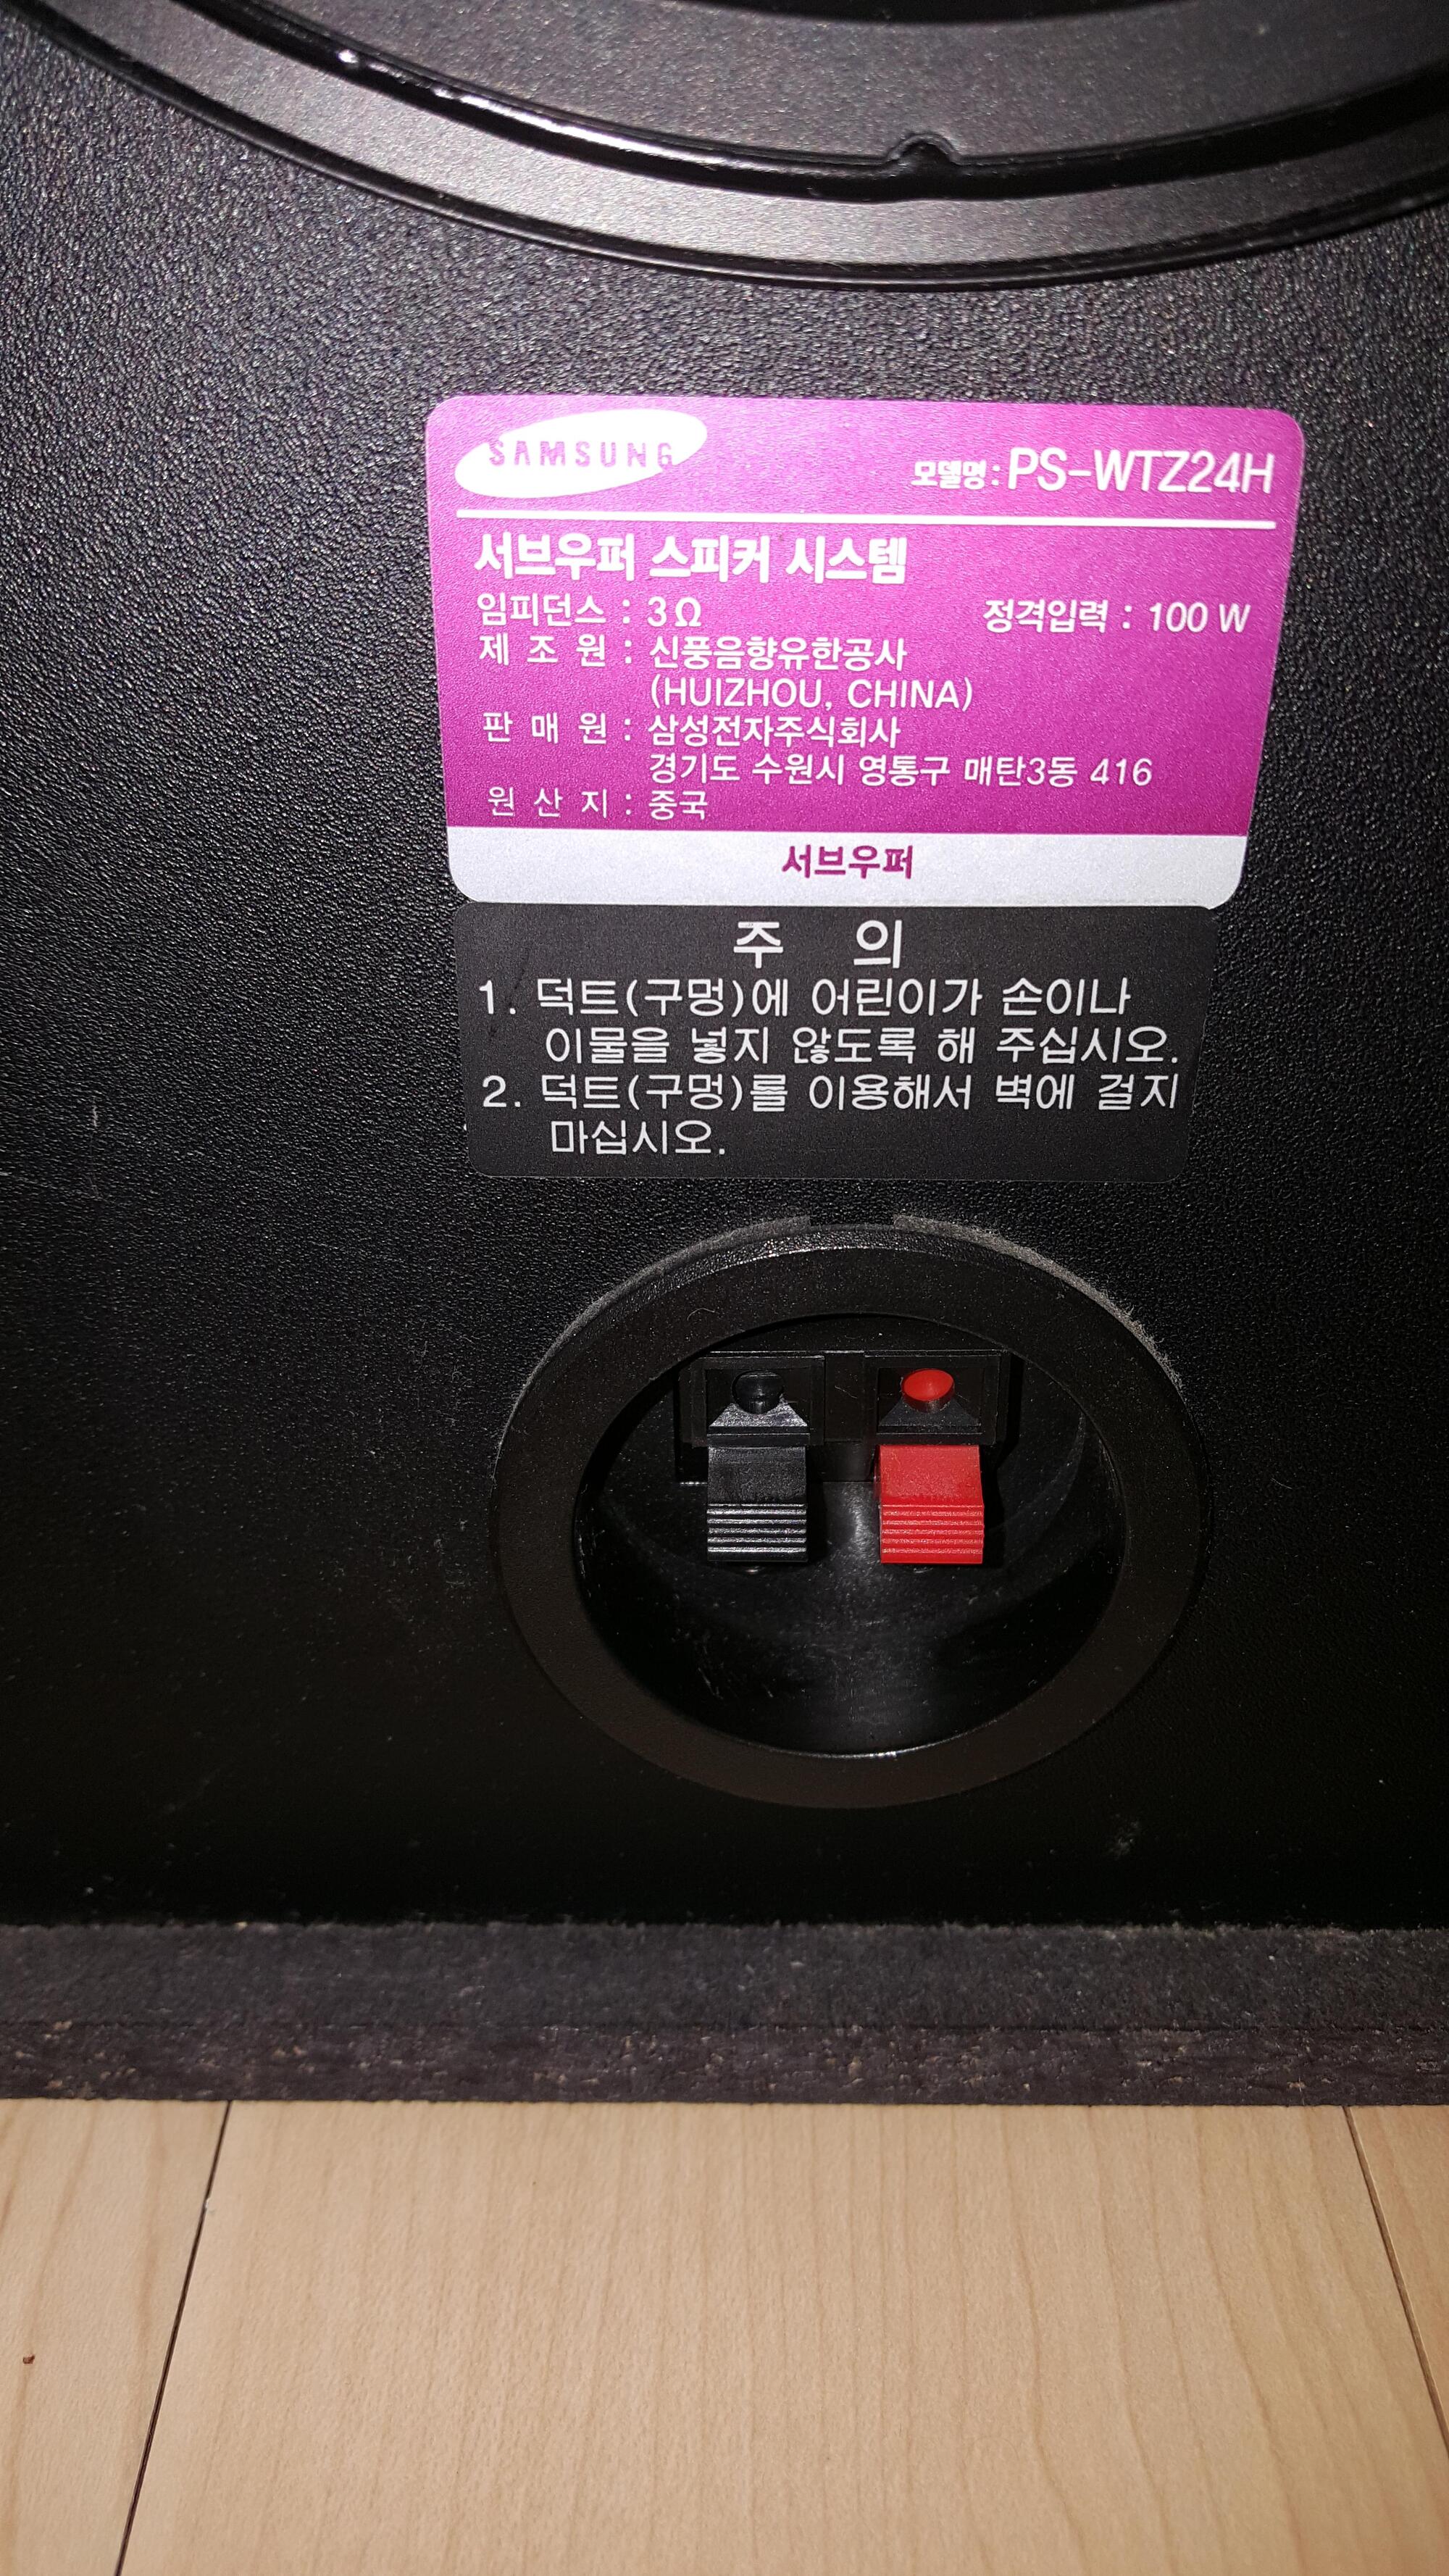 SAMSUNG
모델명: PS-WTZ24H
서브우퍼 스피커 시스템
임피던스 : 3Ω 정격입력 : 100 W
제 조 원 : 신풍음향유한공사
(HUIZHOU, CHINA)
판 매 원 : 삼성전자주식회사
경기도 수원시 영통구 매탄3동 416
원 산 지 : 중국
서브우퍼
주 의
1. 덕트(구멍)에 어린이가 손이나
이물을 넣지 않도록 해 주십시오.
2. 덕트(구멍)를 이용해서 벽에 걸지
마십시오.